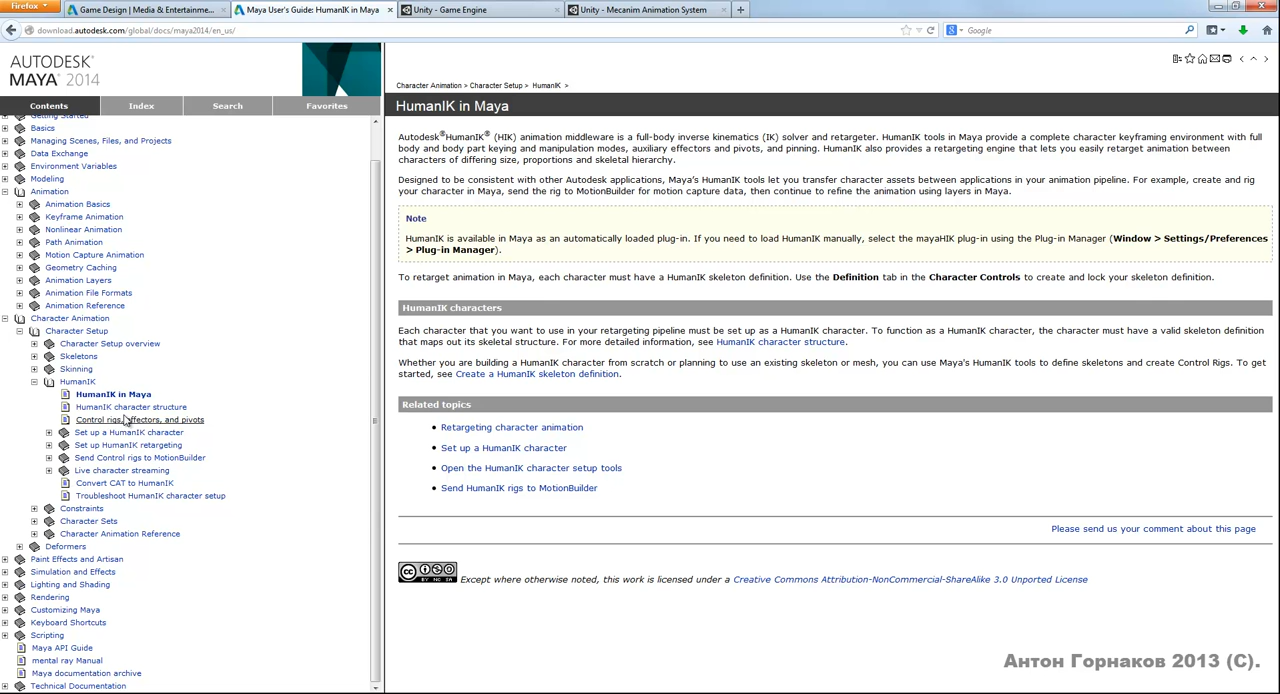 Firefox
Game Design | Media & Entertainme...
Maya User's Guide: HumanIK in Maya
Unity - Game Engine
Unity - Mecanim Animation System
download.autodesk.com/global/docs/maya2014/en_us/
Google
AUTODESK®
MAYA® 2014
Contents
Index
Search
Favorites
Getting Started
Basics
Managing Scenes, Files, and Projects
Data Exchange
Environment Variables
Modeling
Animation
Animation Basics
Keyframe Animation
Nonlinear Animation
Path Animation
Motion Capture Animation
Geometry Caching
Animation Layers
Animation File Formats
Animation Reference
Character Animation
Character Setup
Character Setup overview
Skeletons
Skinning
HumanIK
HumanIK in Maya
HumanIK character structure
Control rigs, effectors, and pivots
Set up a HumanIK character
Set up HumanIK retargeting
Send Control rigs to MotionBuilder
Live character streaming
Convert CAT to HumanIK
Troubleshoot HumanIK character setup
Constraints
Character Sets
Character Animation Reference
Deformers
Paint Effects and Artisan
Simulation and Effects
Lighting and Shading
Rendering
Customizing Maya
Keyboard Shortcuts
Scripting
Maya API Guide
mental ray Manual
Maya documentation archive
Technical Documentation
Character Animation > Character Setup > HumanIK >
HumanIK in Maya
Autodesk®HumanIK® (HIK) animation middleware is a full-body inverse kinematics (IK) solver and retargeter. HumanIK tools in Maya provide a complete character keyframing environment with full
body and body part keying and manipulation modes, auxiliary effectors and pivots, and pinning. HumanIK also provides a retargeting engine that lets you easily retarget animation between
characters of differing size, proportions and skeletal hierarchy.
Designed to be consistent with other Autodesk applications, Maya's HumanIK tools let you transfer character assets between applications in your animation pipeline. For example, create and rig
your character in Maya, send the rig to MotionBuilder for motion capture data, then continue to refine the animation using layers in Maya.
Note
HumanIK is available in Maya as an automatically loaded plug-in. If you need to load HumanIK manually, select the mayaHIK plug-in using the Plug-in Manager (Window > Settings/Preferences
> Plug-in Manager).
To retarget animation in Maya, each character must have a HumanIK skeleton definition. Use the Definition tab in the Character Controls to create and lock your skeleton definition.
HumanIK characters
Each character that you want to use in your retargeting pipeline must be set up as a HumanIK character. To function as a HumanIK character, the character must have a valid skeleton definition
that maps out its skeletal structure. For more detailed information, see HumanIK character structure.
Whether you are building a HumanIK character from scratch or planning to use an existing skeleton or mesh, you can use Maya's HumanIK tools to define skeletons and create Control Rigs. To get
started, see Create a HumanIK skeleton definition.
Related topics
• Retargeting character animation
• Set up a HumanIK character
• Open the HumanIK character setup tools
• Send HumanIK rigs to MotionBuilder
Please send us your comment about this page
Except where otherwise noted, this work is licensed under a Creative Commons Attribution-NonCommercial-ShareAlike 3.0 Unported License
Антон Горнаков 2013 (С).